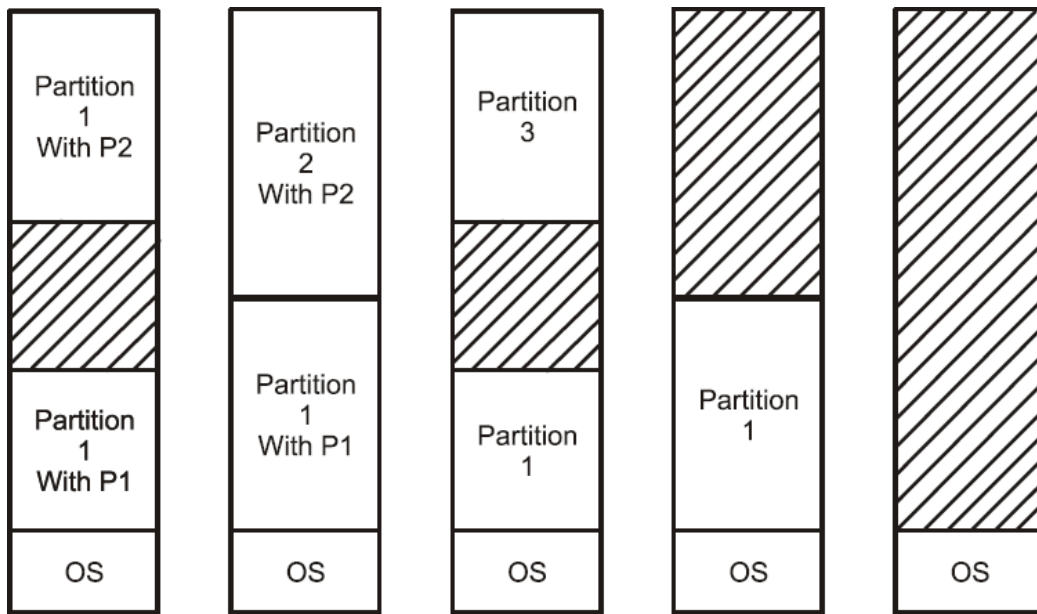 Partition
1
With P2
Partition
1
With P1
OS
Partition
2
With P2
Partition
1
With P1
OS
Partition
3
Partition
1
OS
Partition
1
OS
OS